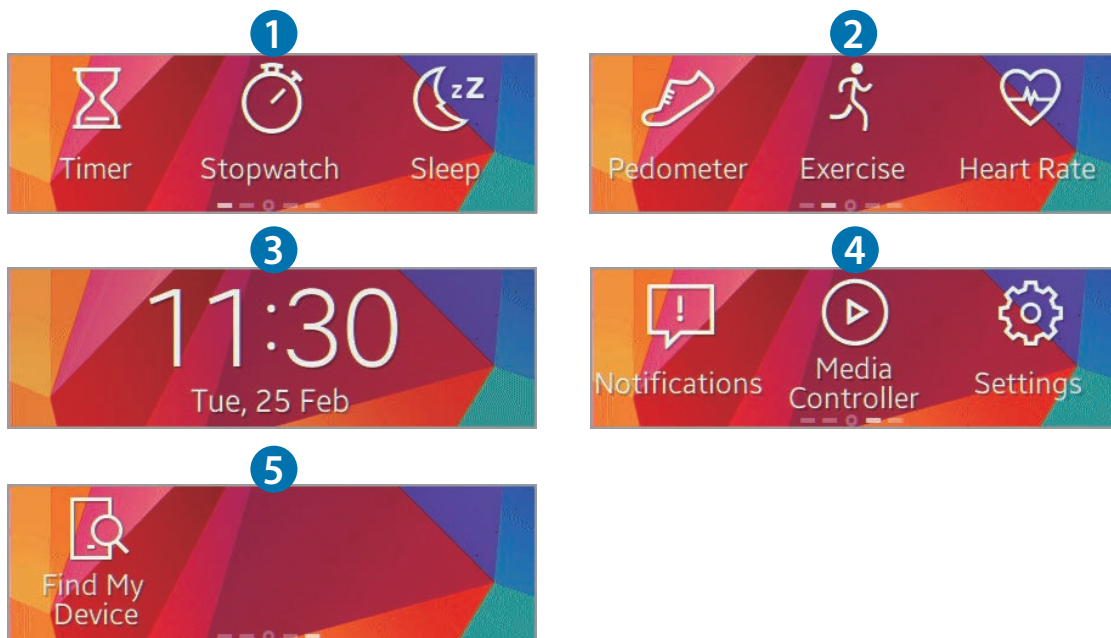 1
Timer Stopwatch Sleep
zZ
2
Pedometer Exercise Heart Rate
3
11:30
Tue, 25 Feb
4
Notifications
Media
Controller
Settings
5
Find My
Device